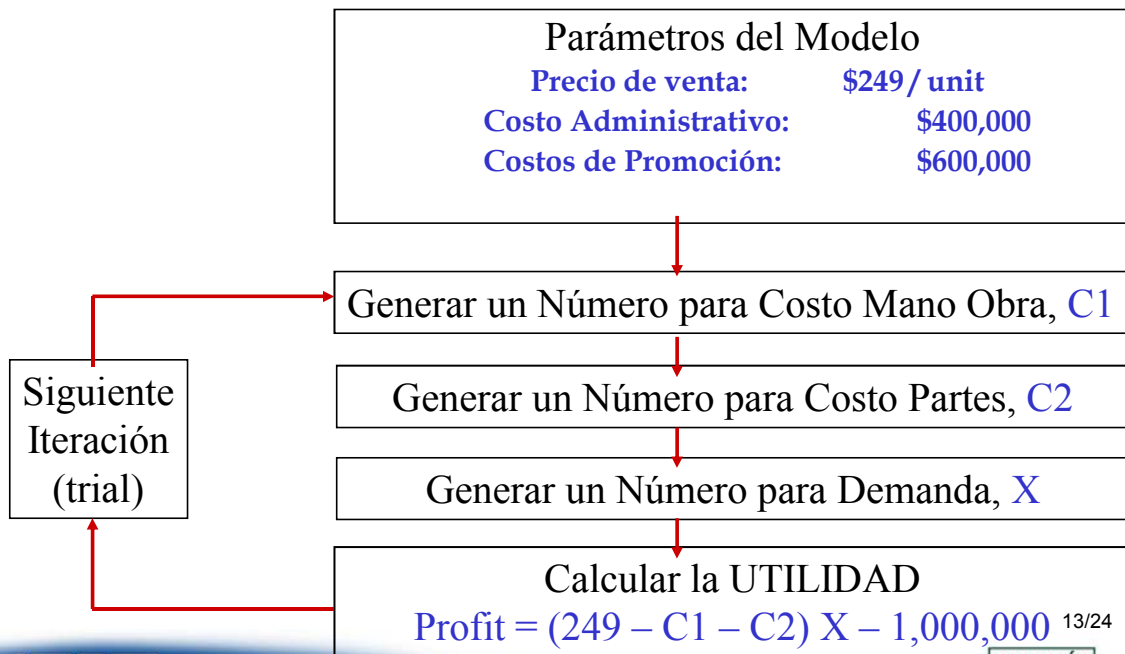 Parámetros del Modelo
Precio de venta: $249 / unit
Costo Administrativo: $400,000
Costos de Promoción: $600,000
Generar un Número para Costo Mano Obra, C1
Siguiente
Iteración
(trial)
Generar un Número para Costo Partes, C2
Generar un Número para Demanda, X
Calcular la UTILIDAD
Profit = (249 – C1 – C2) X – 1,000,000
13/24